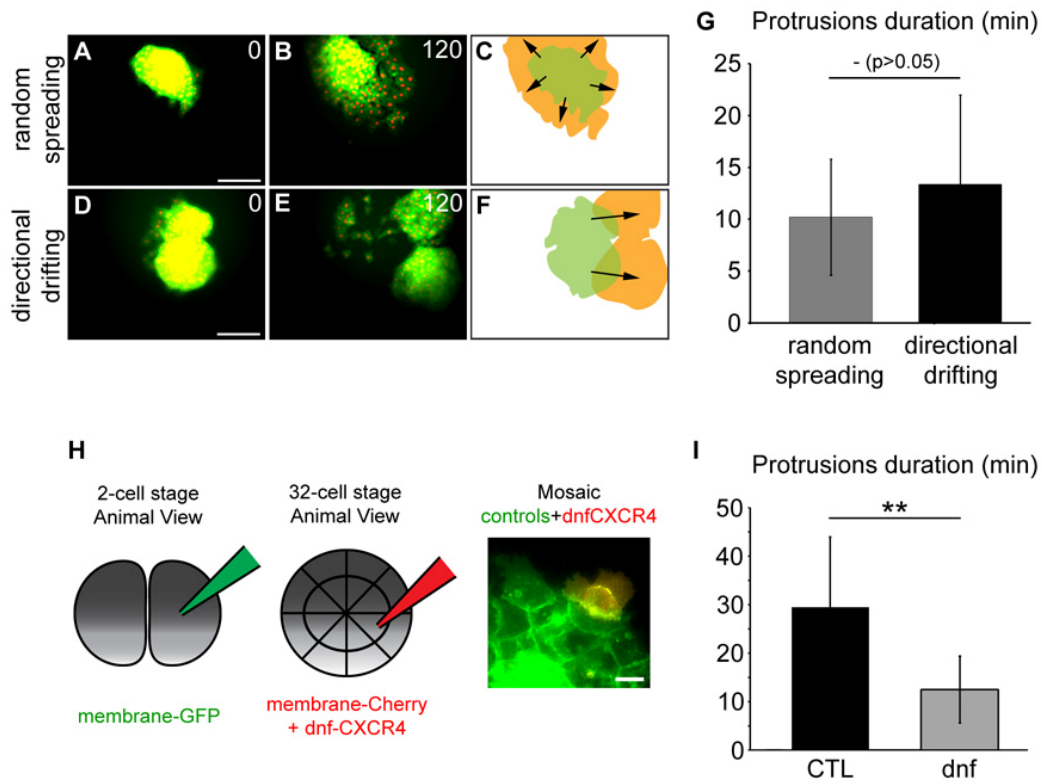 random
spreading
A
0
B
120
C
directional
drifting
D
0
E
120
F
G
Protrusions duration (min)
- (p>0.05)
25
20
15
10
5
0
random
spreading
directional
drifting
H
2-cell stage
Animal View
membrane-GFP
32-cell stage
Animal View
membrane-Cherry
+ dnf-CXCR4
Mosaic
controls+dnfCXCR4
I
Protrusions duration (min)
**
50
40
30
20
10
0
CTL
dnf